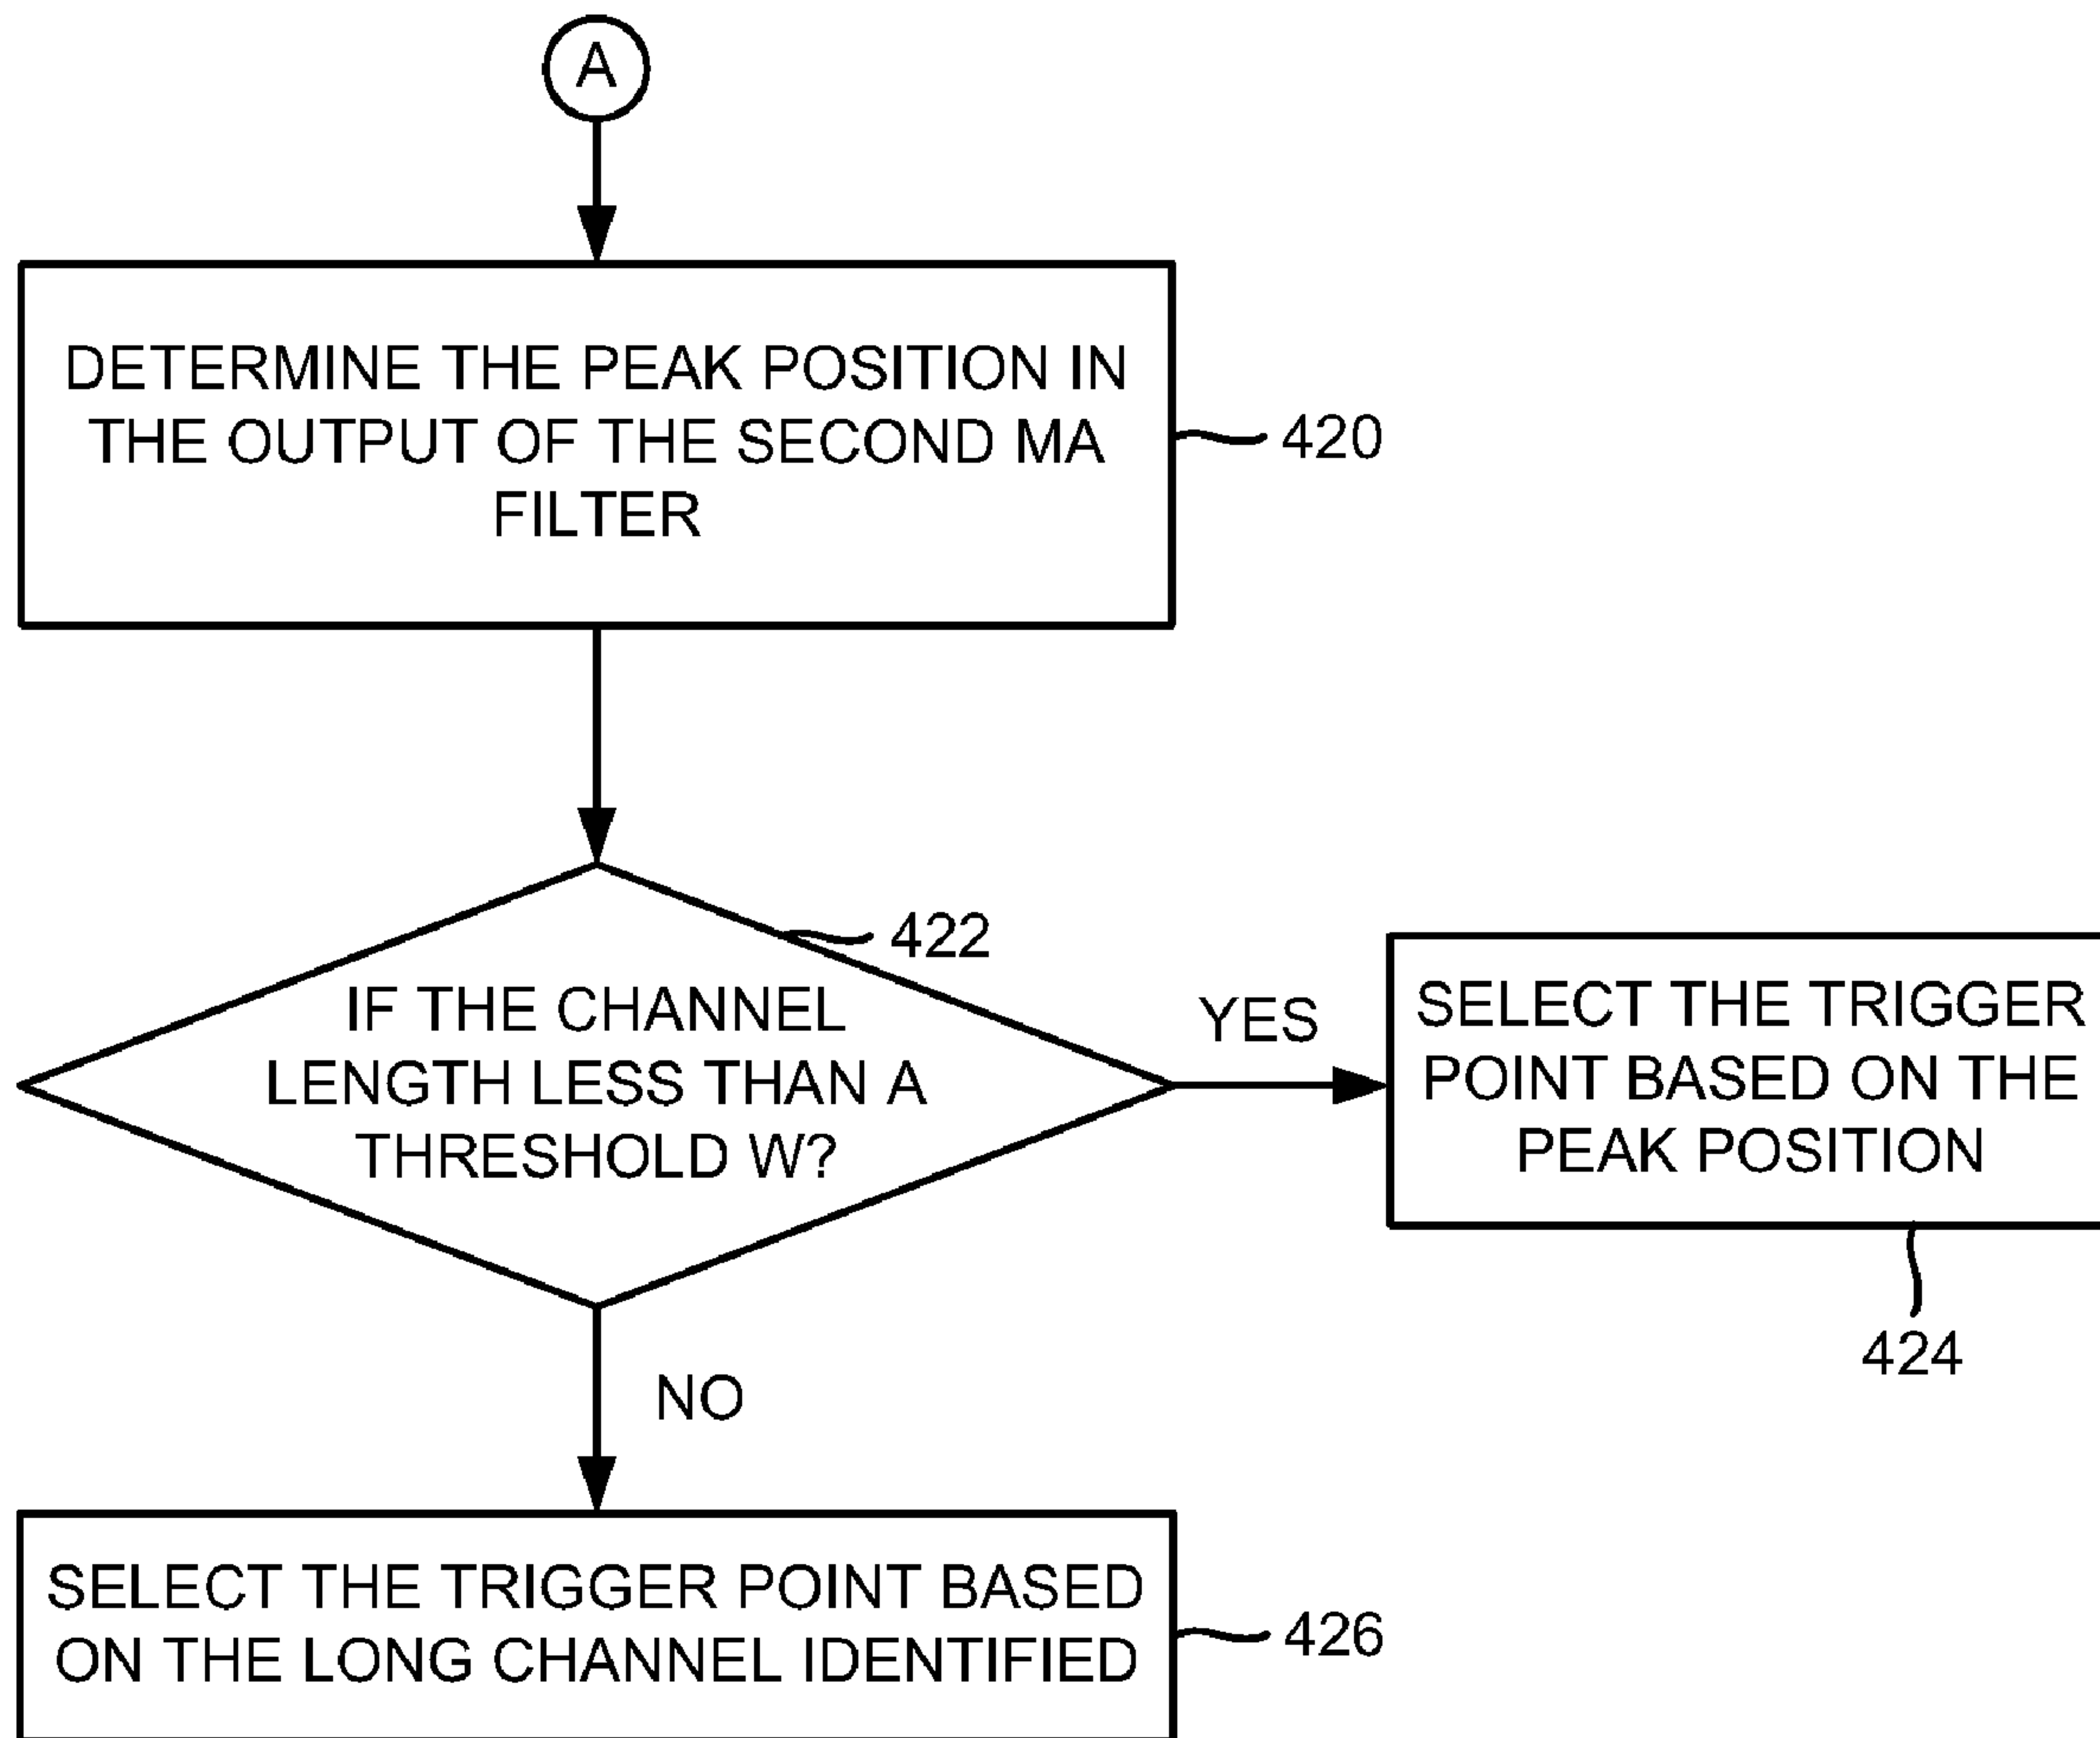 A
DETERMINE THE PEAK POSITION IN
THE OUTPUT OF THE SECOND MA
FILTER
420
422
IF THE CHANNEL
LENGTH LESS THAN A
THRESHOLD W?
YES
SELECT THE TRIGGER
POINT BASED ON THE
PEAK POSITION
424
NO
SELECT THE TRIGGER POINT BASED
ON THE LONG CHANNEL IDENTIFIED
426